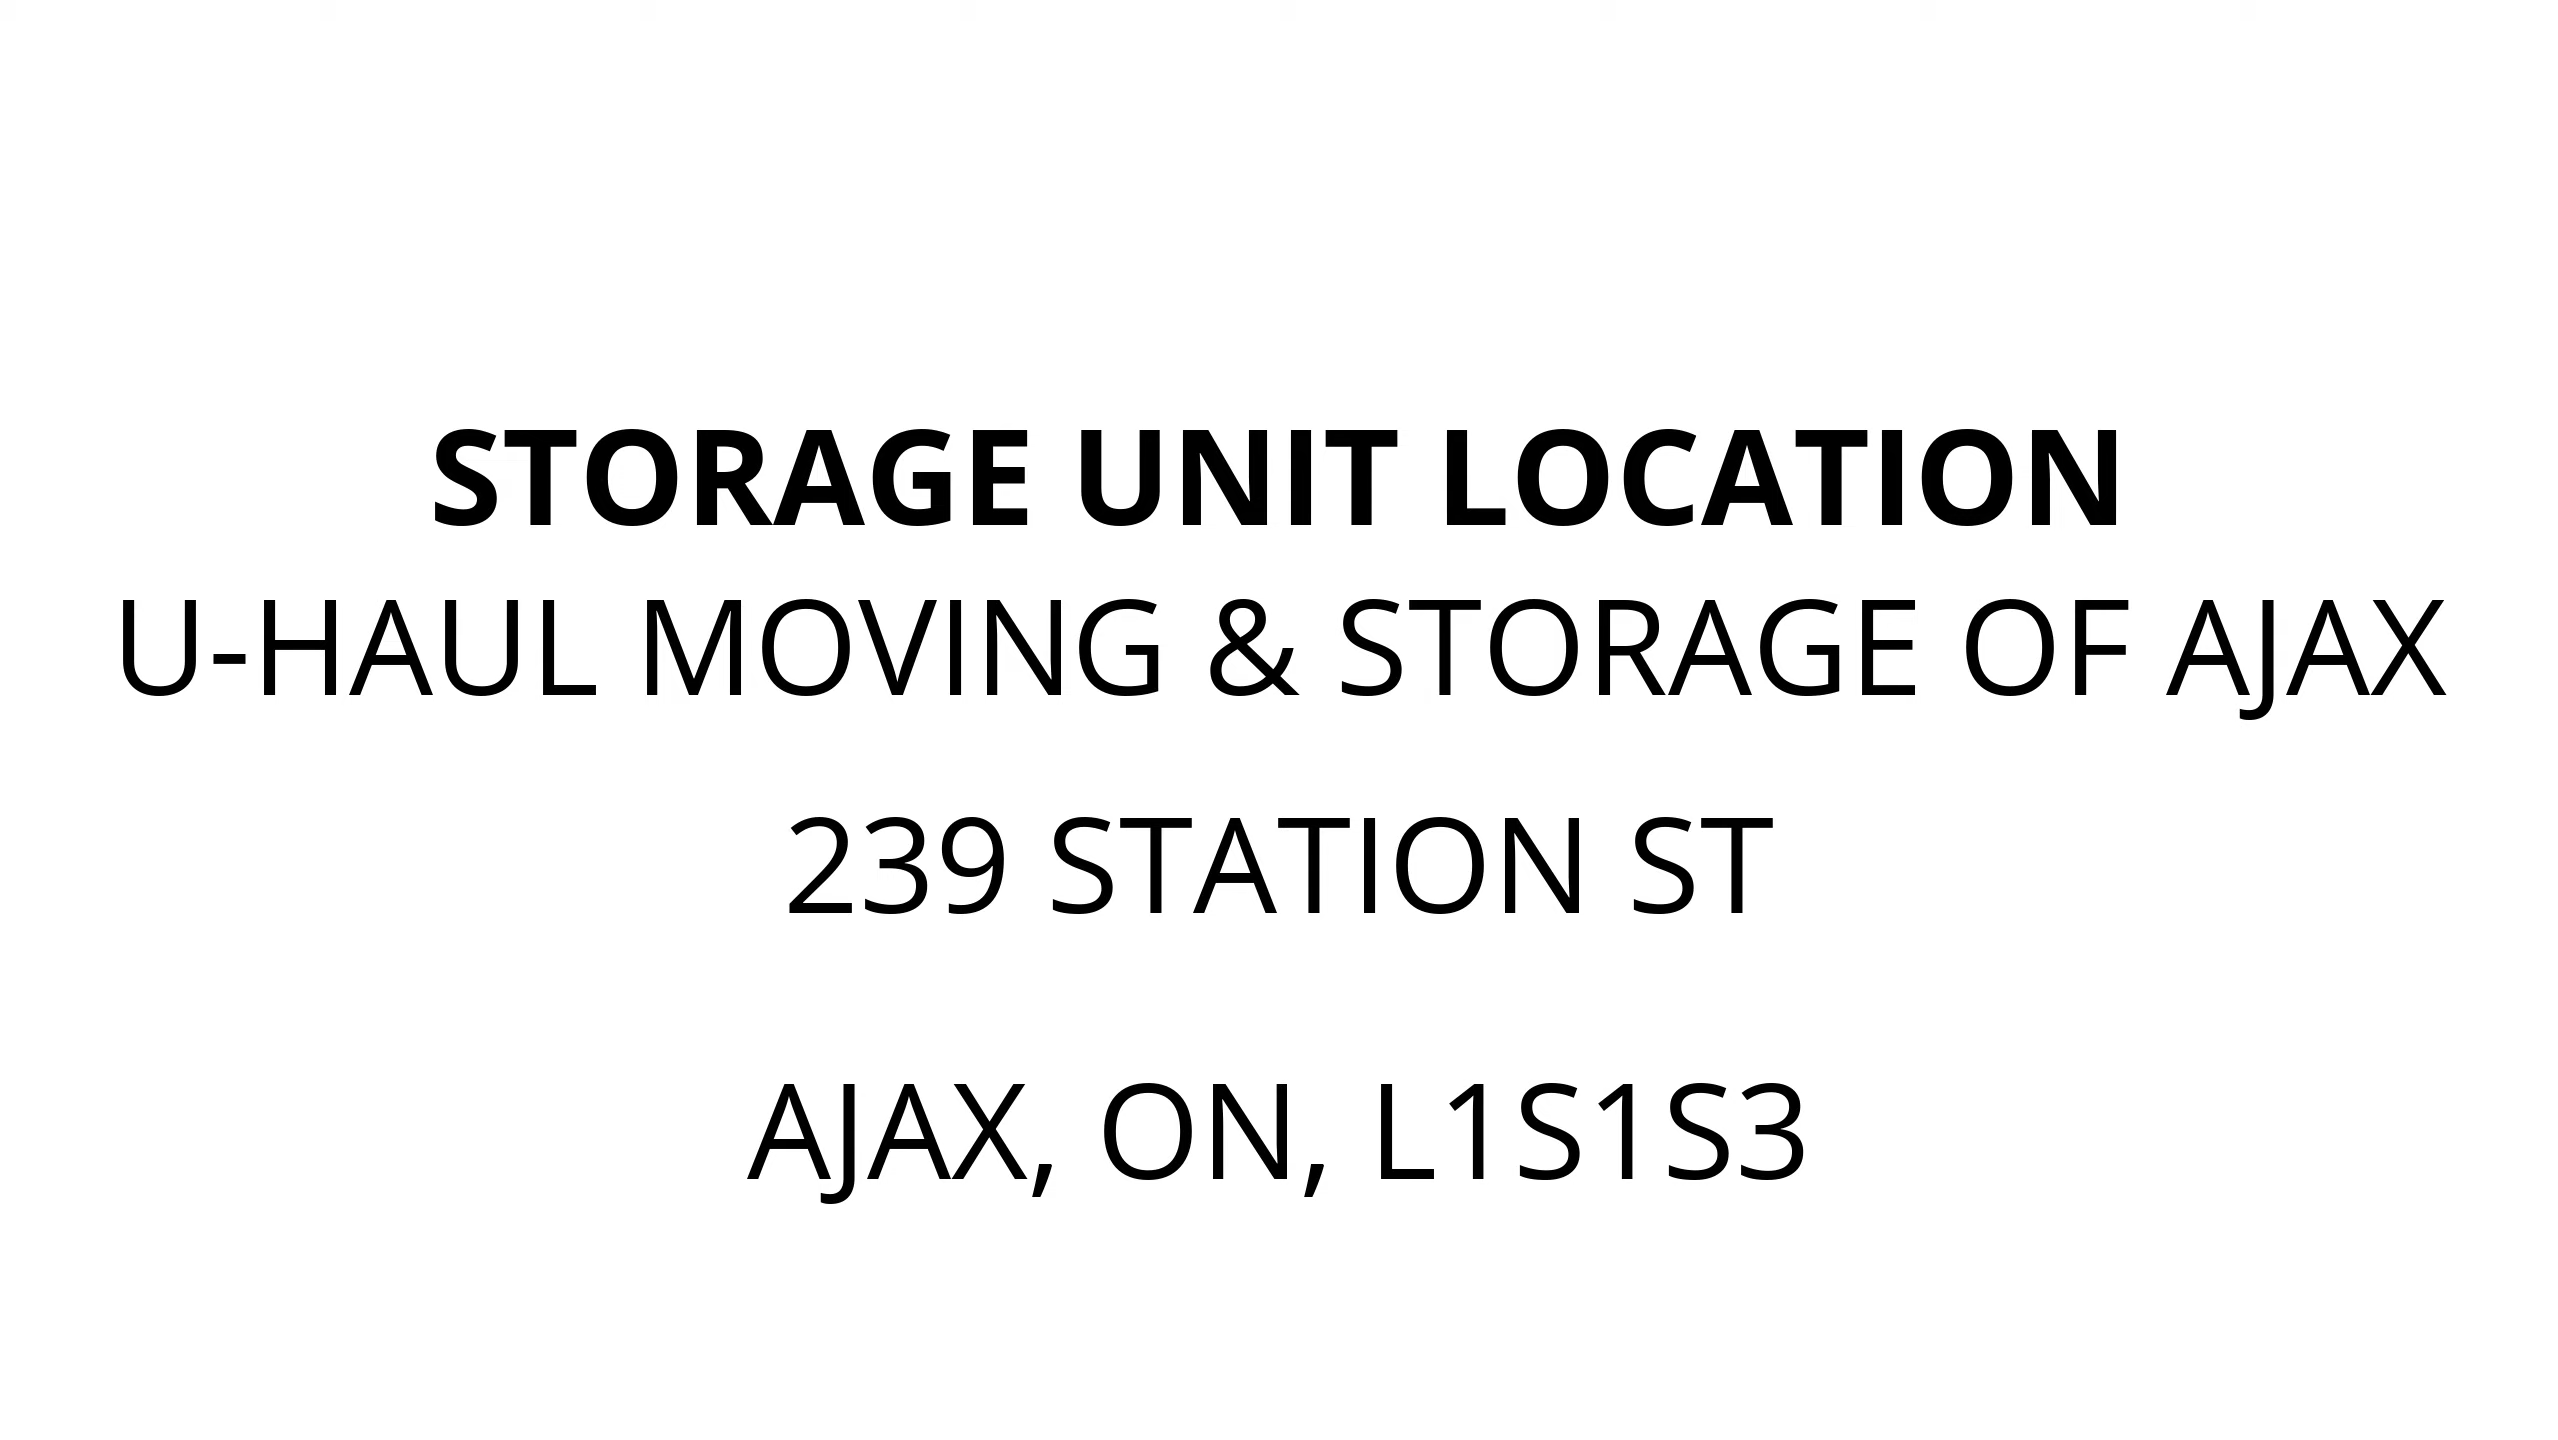 STORAGE UNIT LOCATION
U-HAUL MOVING & STORAGE OF AJAX
239 STATION ST
AJAX, ON, L1S1S3